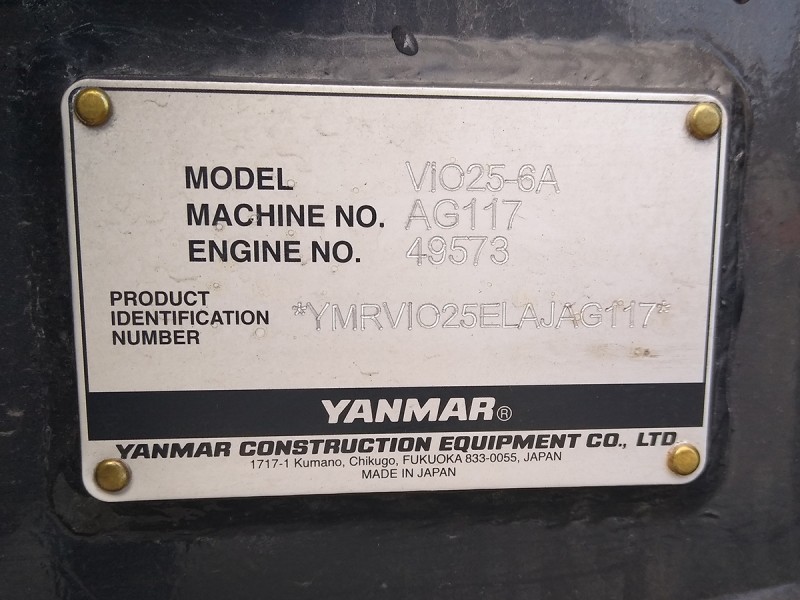 MODEL VIO25-6A
MACHINE NO. AG117
ENGINE NO. 49573
PRODUCT
IDENTIFICATION *YMRVIO25ELAJAG117*
NUMBER
YANMAR®
YANMAR CONSTRUCTION EQUIPMENT CO., LTD
1717-1 Kumano, Chikugo, FUKUOKA 833-0055, JAPAN
MADE IN JAPAN